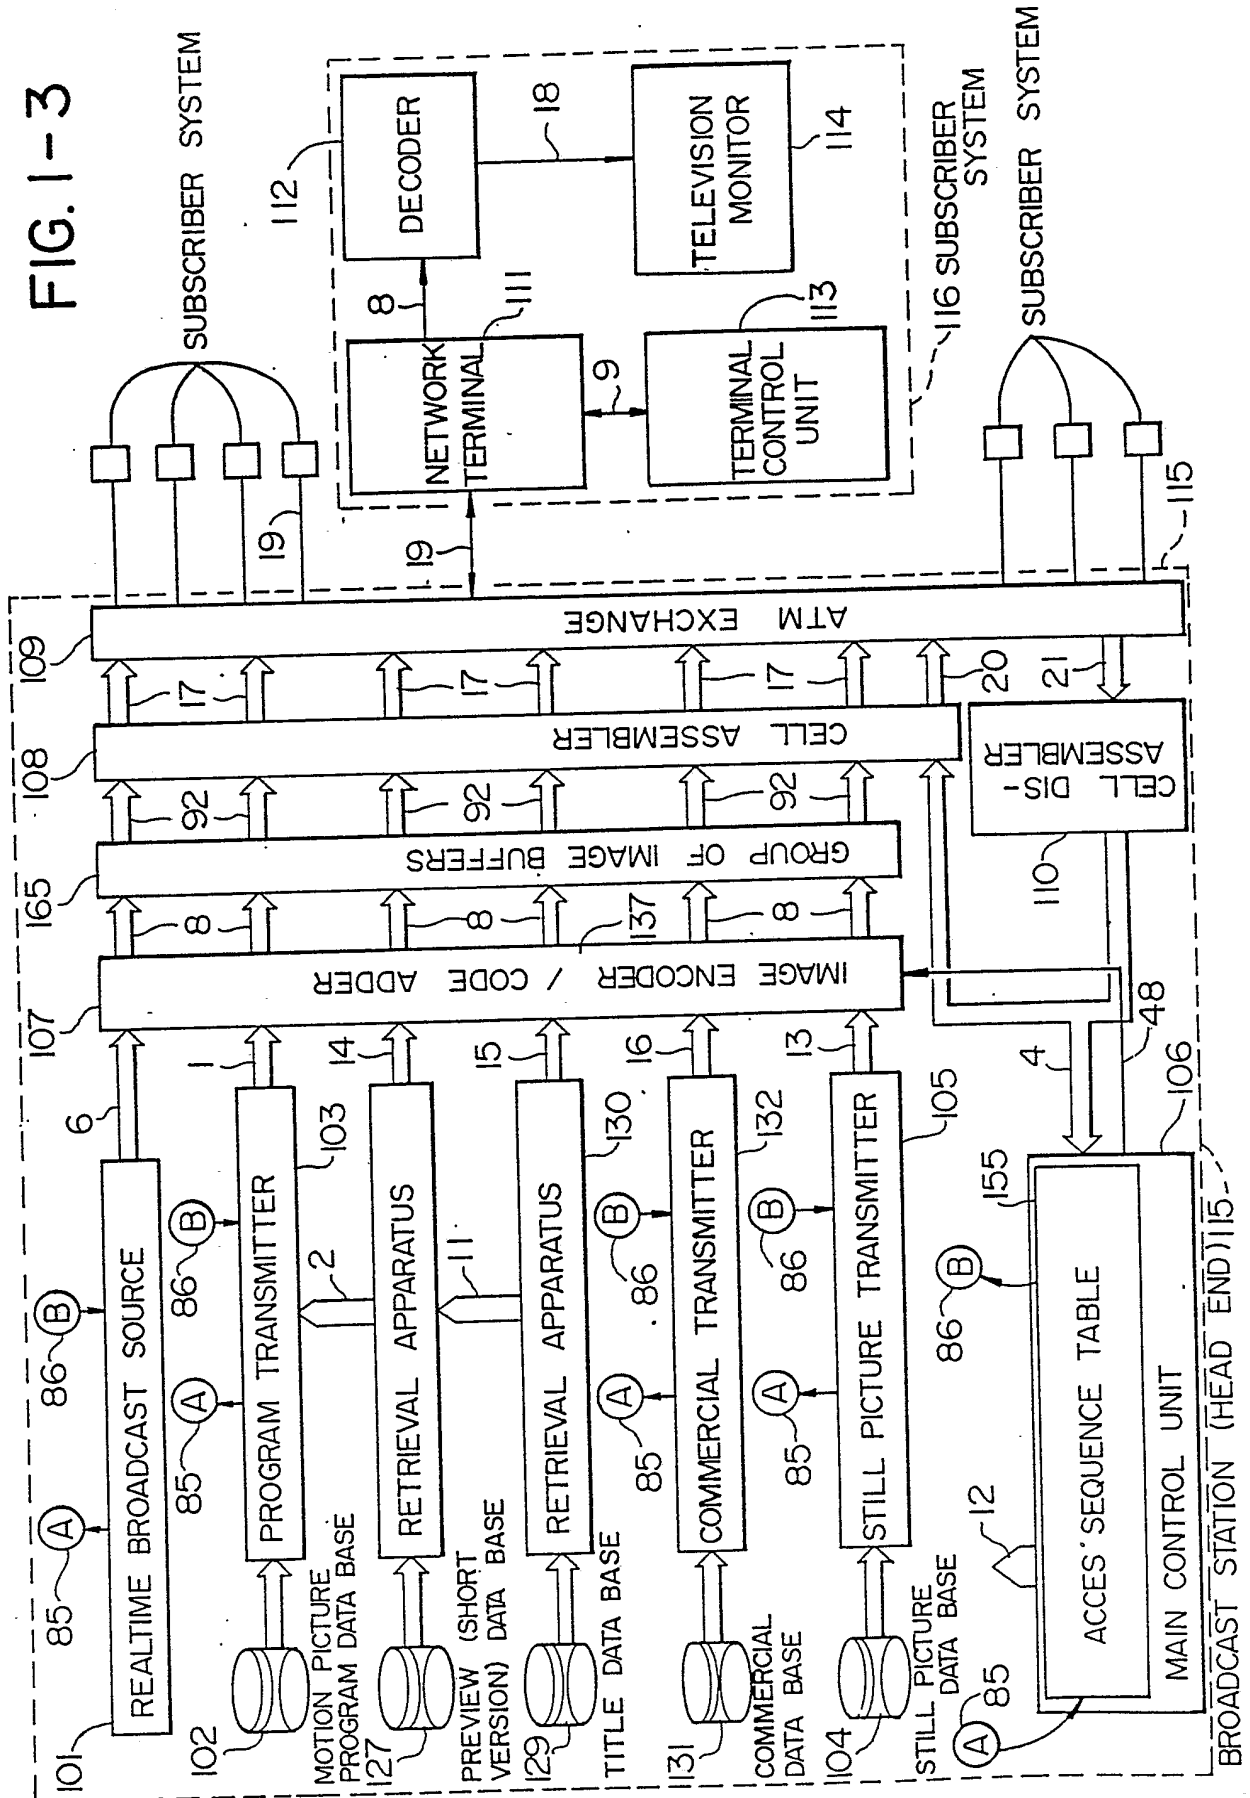 FIG. 1-3
101
REALTIME BROADCAST SOURCE
85
A
86
B
6
102
MOTION PICTURE
PROGRAM DATA BASE
PROGRAM TRANSMITTER
103
85
A
86
B
1
2
127
PREVIEW (SHORT
VERSION) DATA BASE
RETRIEVAL APPARATUS
14
11
129
TITLE DATA BASE
RETRIEVAL APPARATUS
130
15
1131
COMMERCIAL
DATA BASE
COMMERCIAL TRANSMITTER
132
85
A
86
B
16
104
STILL PICTURE
DATA BASE
STILL PICTURE TRANSMITTER
105
85
A
86
B
13
85
A
12
ACCES'SEQUENCE TABLE
155
MAIN CONTROL UNIT
106
86
B
4
48
BROADCAST STATION (HEAD END)
115
107
IMAGE ENCODER / CODE ADDER
137
8
8
8
165
GROUP OF IMAGE BUFFERS
92
92
92
108
CELL ASSEMBLER
17
17
17
20
21
110
CELL DIS-
ASSEMBLER
109
ATM EXCHANGE
115
19
19
SUBSCRIBER SYSTEM
NETWORK
TERMINAL
111
8
112
DECODER
18
TELEVISION
MONITOR
114
9
TERMINAL
CONTROL
UNIT
113
116 SUBSCRIBER
SYSTEM
SUBSCRIBER SYSTEM